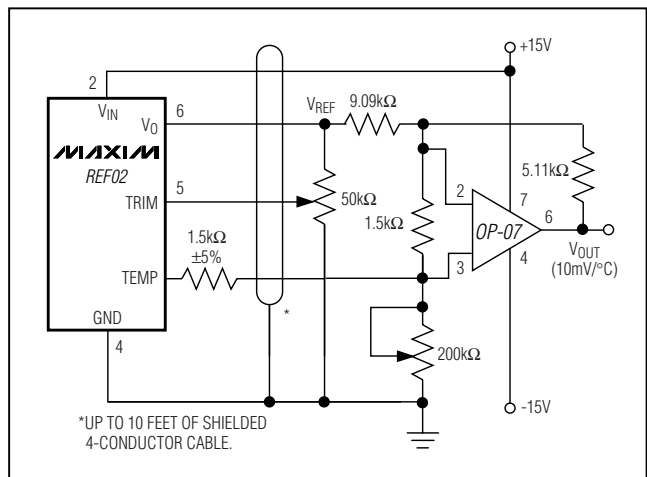 +15V
2
VIN
VO
6
VREF
9.09kΩ
MAXIM
REF02
TRIM
5
50kΩ
1.5kΩ
2
3
OP-07
7
6
4
5.11kΩ
VOUT
(10mV/°C)
TEMP
1.5kΩ
±5%
GND
4
*
200kΩ
-15V
*UP TO 10 FEET OF SHIELDED
4-CONDUCTOR CABLE.